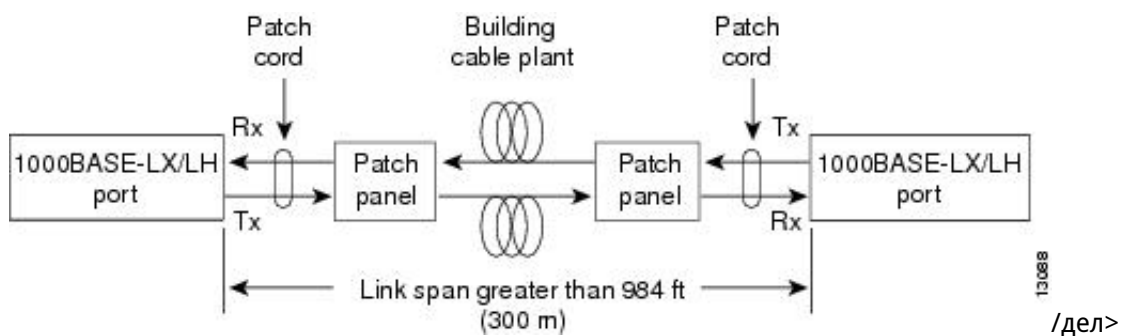 Patch
cord
Building
cable plant
Patch
cord
Rx
Tx
1000BASE-LX/LH
port
Patch
panel
Patch
panel
1000BASE-LX/LH
port
Tx
Rx
Link span greater than 984 ft
(300 m)
13088
/дел>